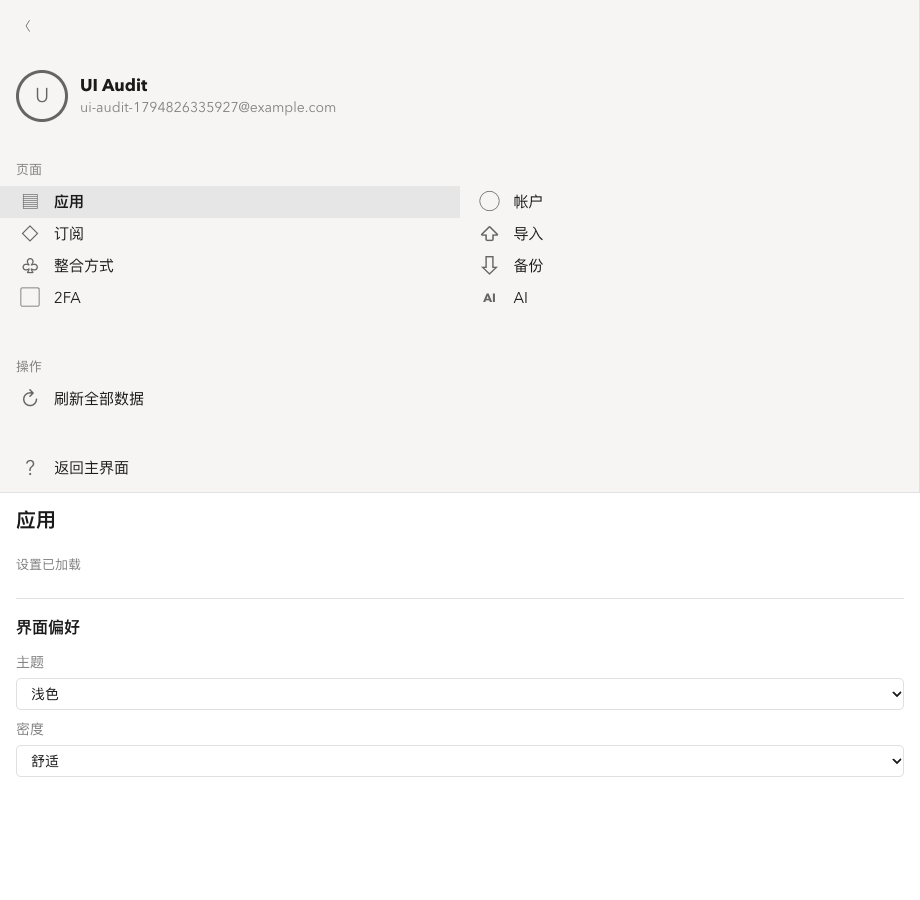 U
UI Audit
ui-audit-1794826335927@example.com
页面
应用
帐户
订阅
导入
整合方式
备份
2FA
AI AI
操作
刷新全部数据
? 返回主界面
应用
设置已加载
界面偏好
主题
浅色
密度
舒适